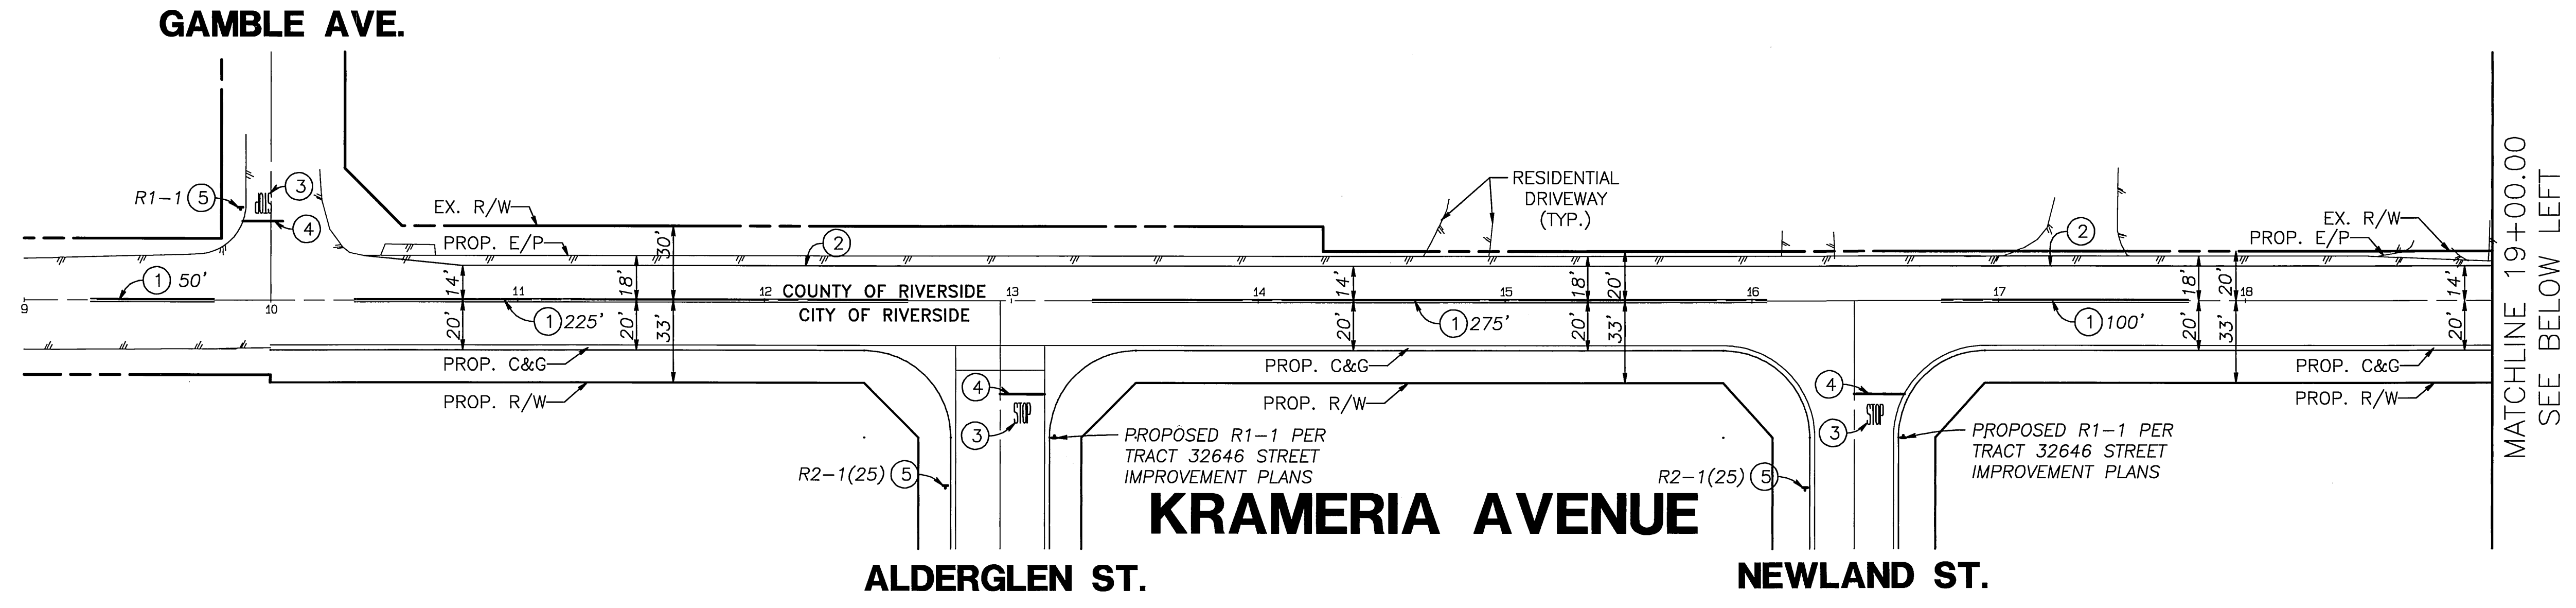 GAMBLE AVE.
R1-1 5
STOP
3
4
EX. R/W
PROP. E/P
2
30'
RESIDENTIAL
DRIVEWAY
(TYP.)
2
EX. R/W
PROP. E/P
1 50'
14'
18'
14'
18'
20'
18'
20'
14'
9
10
11
12
13
14
15
16
17
18
COUNTY OF RIVERSIDE
CITY OF RIVERSIDE
1 225'
1 275'
1 100'
20'
20'
33'
20'
20'
33'
20'
33'
20'
PROP. C&G
PROP. C&G
PROP. C&G
PROP. R/W
PROP. R/W
PROP. R/W
4
STOP
3
4
STOP
3
PROPOSED R1-1 PER
TRACT 32646 STREET
IMPROVEMENT PLANS
PROPOSED R1-1 PER
TRACT 32646 STREET
IMPROVEMENT PLANS
R2-1(25) 5
R2-1(25) 5
KRAMERIA AVENUE
ALDERGLEN ST.
NEWLAND ST.
MATCHLINE 19+00.00
SEE BELOW LEFT